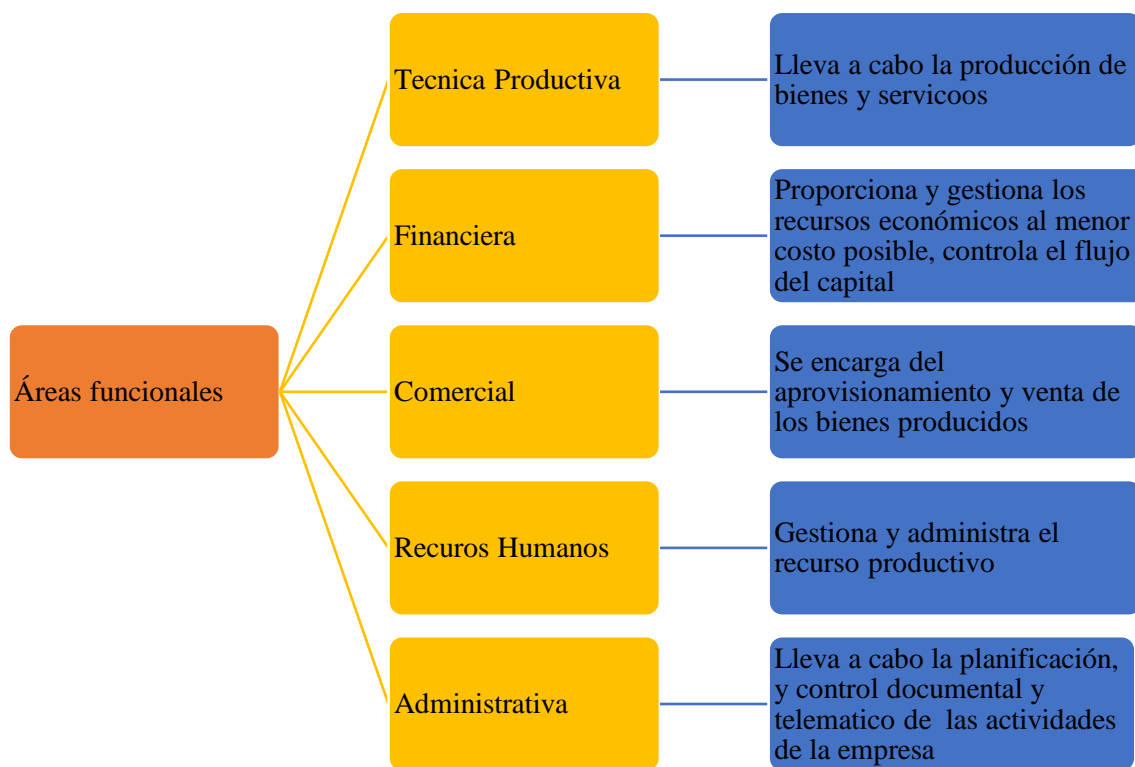 Áreas funcionales
Tecnica Productiva
Lleva a cabo la producción de
bienes y servicoos
Financiera
Proporciona y gestiona los
recursos económicos al menor
costo posible, controla el flujo
del capital
Comercial
Se encarga del
aprovisionamiento y venta de
los bienes producidos
Recuros Humanos
Gestiona y administra el
recurso productivo
Administrativa
Lleva a cabo la planificación,
y control documental y
telematico de  las actividades
de la empresa